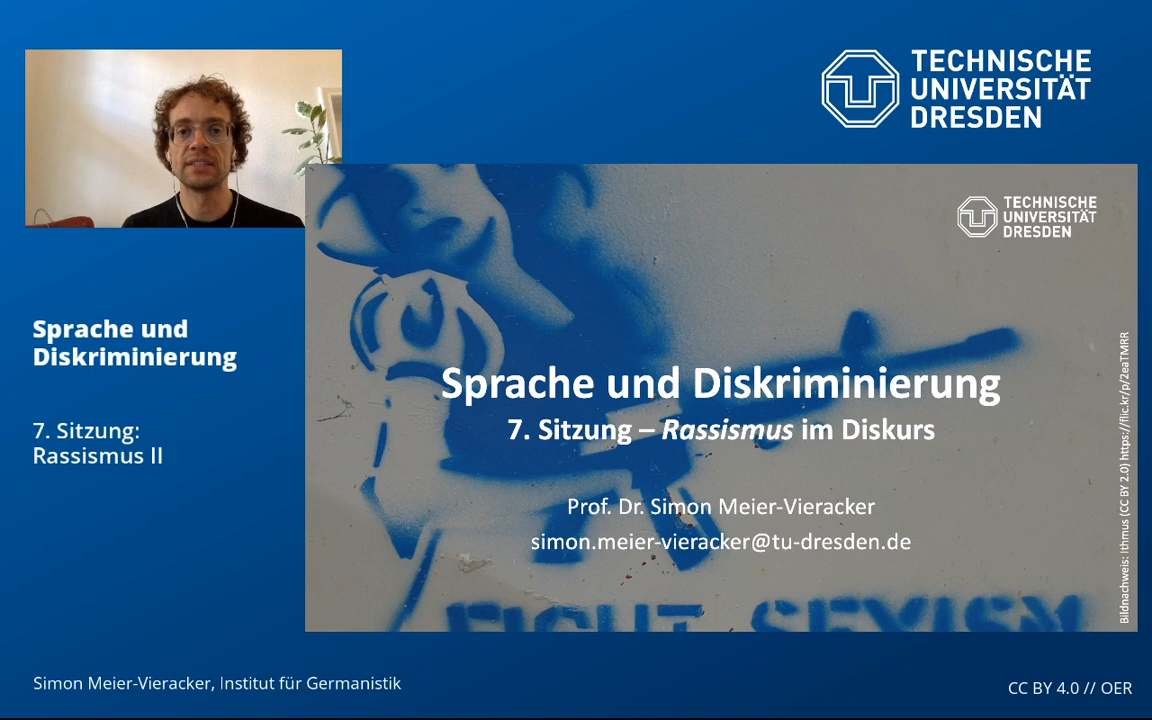 TECHNISCHE
UNIVERSITÄT
DRESDEN
TECHNISCHE
UNIVERSITÄT
DRESDEN
Sprache und
Diskriminierung
7. Sitzung:
Rassismus II
Sprache und Diskriminierung
7. Sitzung – Rassismus im Diskurs
Prof. Dr. Simon Meier-Vieracker
simon.meier-vieracker@tu-dresden.de
FIGHT SEXISM
Bildnachweis: Ithmus (CC BY 2.0) https://flic.kr/p/2eaTMRR
Simon Meier-Vieracker, Institut für Germanistik
CC BY 4.0 // OER